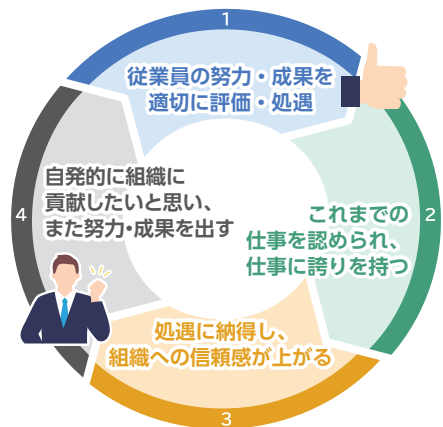 1
従業員の努力・成果を
適切に評価・処遇
2
これまでの
仕事を認められ、
仕事に誇りを持つ
3
処遇に納得し、
組織への信頼感が上がる
4
自発的に組織に
貢献したいと思い、
また努力・成果を出す